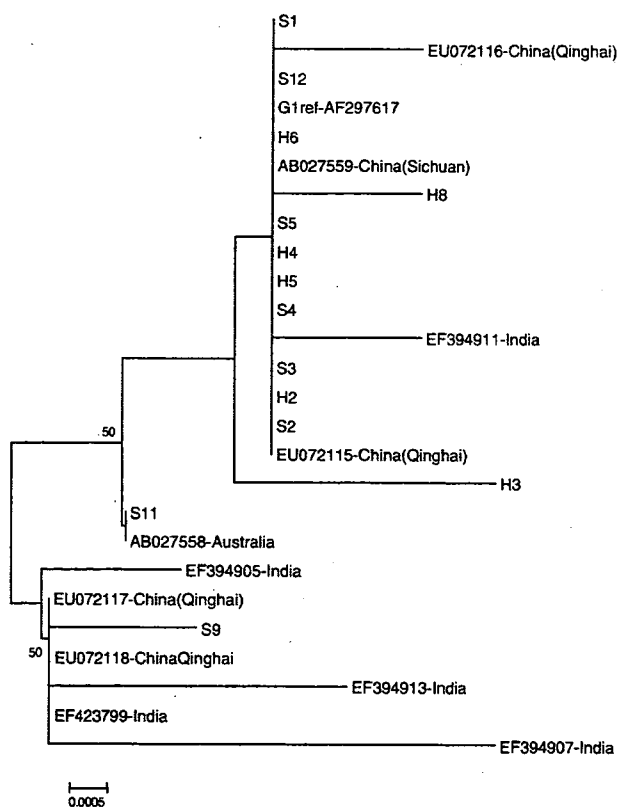 S1
EU072116-China(Qinghai)
S12
G1ref-AF297617
H6
AB027559-China(Sichuan)
H8
S5
H4
H5
S4
EF394911-India
S3
H2
S2
EU072115-China(Qinghai)
50
H3
S11
AB027558-Australia
EF394905-India
EU072117-China(Qinghai)
S9
50
EU072118-ChinaQinghai
EF394913-India
EF423799-India
EF394907-India
0.0005